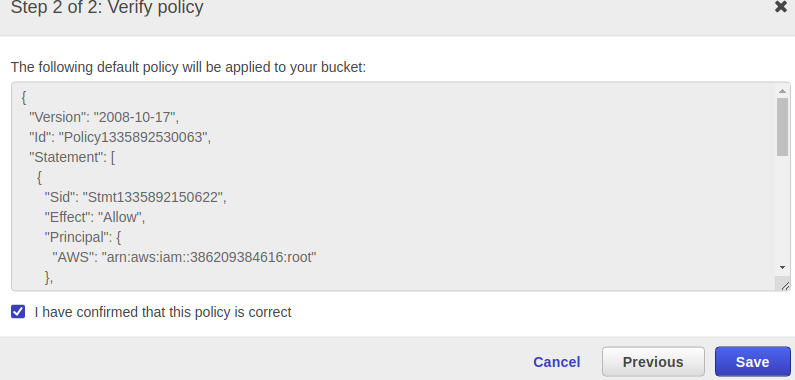 Step 2 of 2: Verify policy
The following default policy will be applied to your bucket:
{
"Version": "2008-10-17",
"Id": "Policy1335892530063",
"Statement": [
{
"Sid": "Stmt1335892150622",
"Effect": "Allow",
"Principal": {
"AWS": "arn:aws:iam::386209384616:root"
},
I have confirmed that this policy is correct
Cancel Previous Save